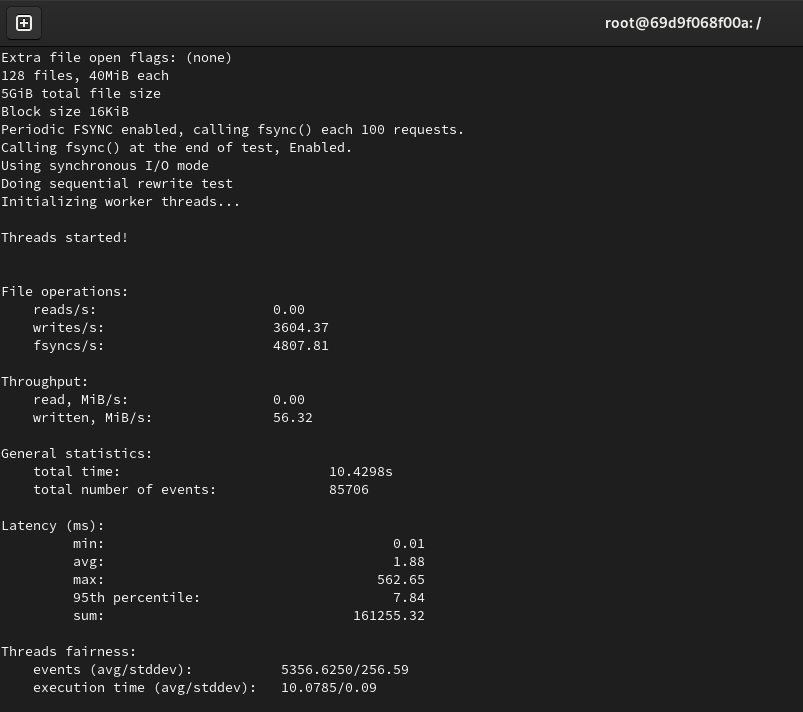 root@69d9f068f00a: /
Extra file open flags: (none)
128 files, 40MiB each
5GiB total file size
Block size 16KiB
Periodic FSYNC enabled, calling fsync() each 100 requests.
Calling fsync() at the end of test, Enabled.
Using synchronous I/O mode
Doing sequential rewrite test
Initializing worker threads...
Threads started!
File operations:
reads/s: 0.00
writes/s: 3604.37
fsyncs/s: 4807.81
Throughput:
read, MiB/s: 0.00
written, MiB/s: 56.32
General statistics:
total time: 10.4298s
total number of events: 85706
Latency (ms):
min: 0.01
avg: 1.88
max: 562.65
95th percentile: 7.84
sum: 161255.32
Threads fairness:
events (avg/stddev): 5356.6250/256.59
execution time (avg/stddev): 10.0785/0.09